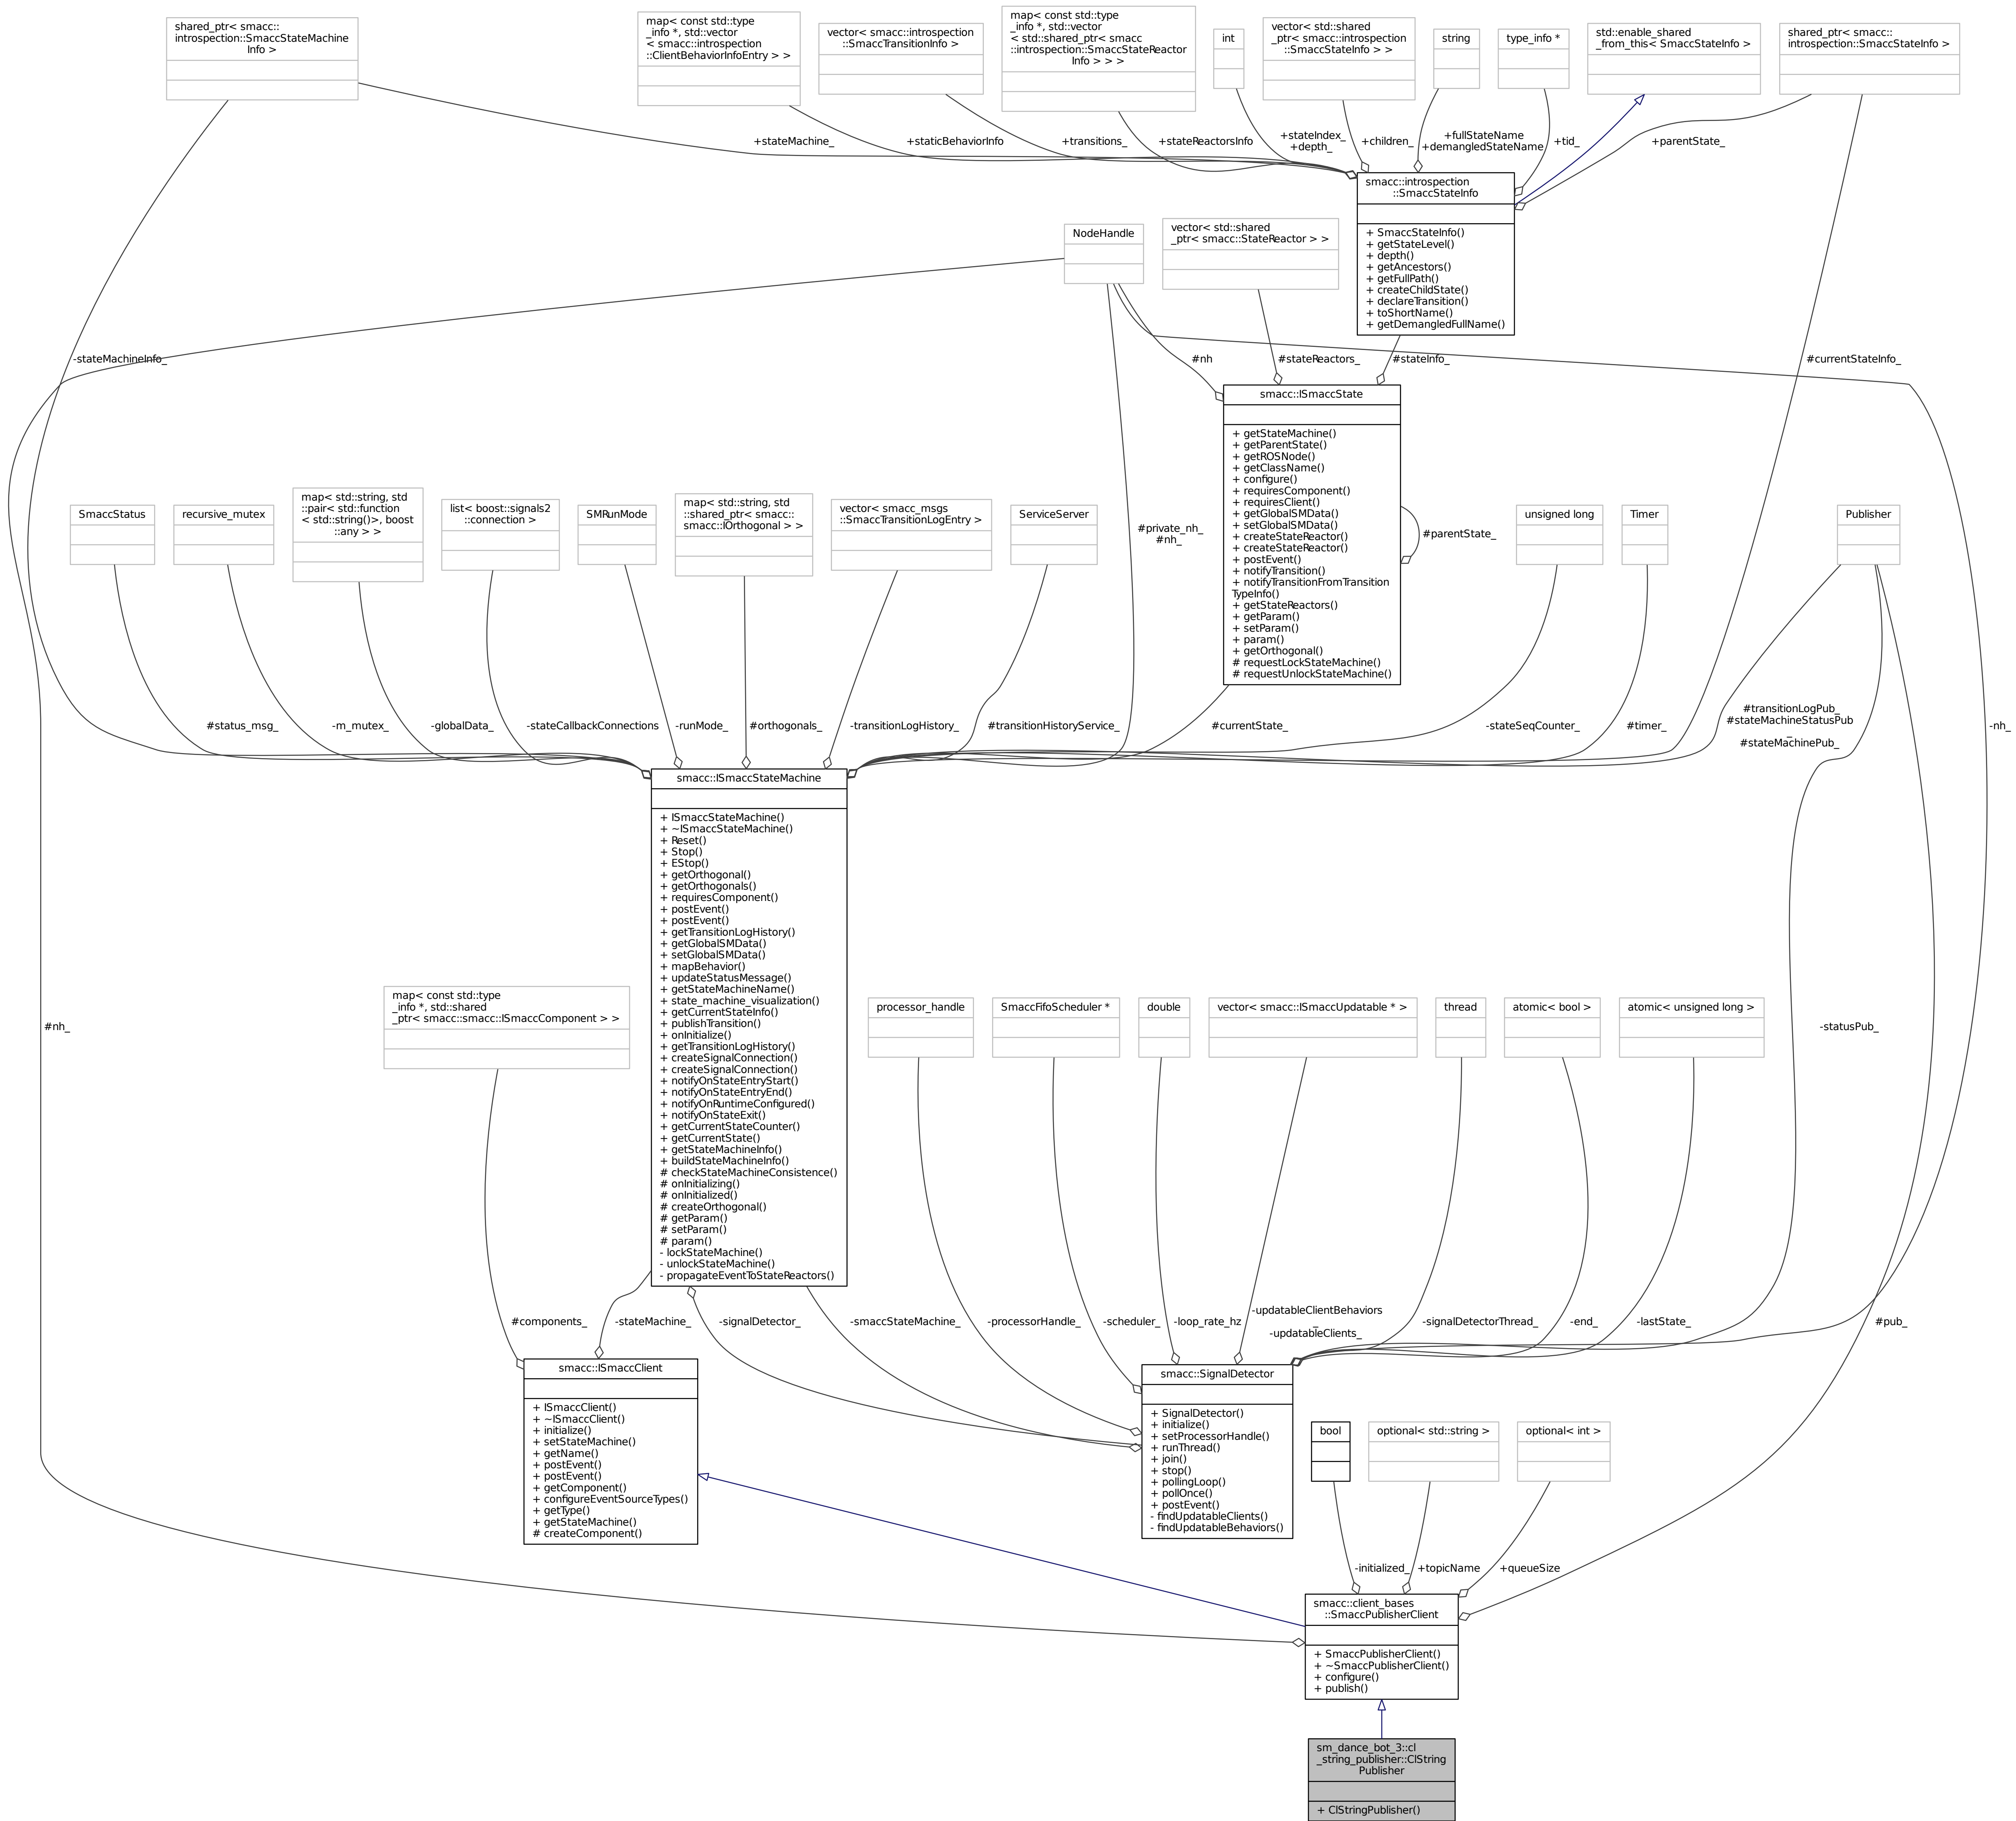 shared_ptr< smacc::
introspection::SmaccStateMachine
Info >
map< const std::type
_info *, std::vector
< smacc::introspection
::ClientBehaviorInfoEntry > >
vector< smacc::introspection
::SmaccTransitionInfo >
map< const std::type
_info *, std::vector
< std::shared_ptr< smacc
::introspection::SmaccStateReactor
Info > > >
int
vector< std::shared
_ptr< smacc::introspection
::SmaccStateInfo > >
string
type_info *
std::enable_shared
_from_this< SmaccStateInfo >
shared_ptr< smacc::
introspection::SmaccStateInfo >
+stateMachine_
+staticBehaviorInfo
+transitions_
+stateReactorsInfo
+stateIndex_
+depth_
+children_
+fullStateName
+demangledStateName
+tid_
+parentState_
smacc::introspection
::SmaccStateInfo
+ SmaccStateInfo()
+ getStateLevel()
+ depth()
+ getAncestors()
+ getFullPath()
+ createChildState()
+ declareTransition()
+ toShortName()
+ getDemangledFullName()
NodeHandle
vector< std::shared
_ptr< smacc::StateReactor > >
-stateMachineInfo_
#nh
#stateReactors_
#stateInfo_
#currentStateInfo_
smacc::ISmaccState
+ getStateMachine()
+ getParentState()
+ getROSNode()
+ getClassName()
+ configure()
+ requiresComponent()
+ requiresClient()
+ getGlobalSMData()
+ setGlobalSMData()
+ createStateReactor()
+ createStateReactor()
+ postEvent()
+ notifyTransition()
+ notifyTransitionFromTransition
TypeInfo()
+ getStateReactors()
+ getParam()
+ setParam()
+ param()
+ getOrthogonal()
# requestLockStateMachine()
# requestUnlockStateMachine()
#parentState_
SmaccStatus
recursive_mutex
map< std::string, std
::pair< std::function
< std::string()>, boost
::any > >
list< boost::signals2
::connection >
SMRunMode
map< std::string, std
::shared_ptr< smacc::
smacc::IOrthogonal > >
vector< smacc_msgs
::SmaccTransitionLogEntry >
ServiceServer
#private_nh_
#nh_
unsigned long
Timer
Publisher
#status_msg_
-m_mutex_
-globalData_
-stateCallbackConnections
-runMode_
#orthogonals_
-transitionLogHistory_
#transitionHistoryService_
#currentState_
-stateSeqCounter_
#timer_
#transitionLogPub_
#stateMachineStatusPub
_
#stateMachinePub_
-nh_
smacc::ISmaccStateMachine
+ ISmaccStateMachine()
+ ~ISmaccStateMachine()
+ Reset()
+ Stop()
+ EStop()
+ getOrthogonal()
+ getOrthogonals()
+ requiresComponent()
+ postEvent()
+ postEvent()
+ getTransitionLogHistory()
+ getGlobalSMData()
+ setGlobalSMData()
+ mapBehavior()
+ updateStatusMessage()
+ getStateMachineName()
+ state_machine_visualization()
+ getCurrentStateInfo()
+ publishTransition()
+ onInitialize()
+ getTransitionLogHistory()
+ createSignalConnection()
+ createSignalConnection()
+ notifyOnStateEntryStart()
+ notifyOnStateEntryEnd()
+ notifyOnRuntimeConfigured()
+ notifyOnStateExit()
+ getCurrentStateCounter()
+ getCurrentState()
+ getStateMachineInfo()
+ buildStateMachineInfo()
# checkStateMachineConsistence()
# onInitializing()
# onInitialized()
# createOrthogonal()
# getParam()
# setParam()
# param()
- lockStateMachine()
- unlockStateMachine()
- propagateEventToStateReactors()
map< const std::type
_info *, std::shared
_ptr< smacc::smacc::ISmaccComponent > >
processor_handle
SmaccFifoScheduler *
double
vector< smacc::ISmaccUpdatable * >
thread
atomic< bool >
atomic< unsigned long >
#nh_
-statusPub_
#components_
-stateMachine_
-signalDetector_
-smaccStateMachine_
-processorHandle_
-scheduler_
-loop_rate_hz
-updatableClientBehaviors
_
-updatableClients_
-signalDetectorThread_
-end_
-lastState_
#pub_
smacc::ISmaccClient
+ ISmaccClient()
+ ~ISmaccClient()
+ initialize()
+ setStateMachine()
+ getName()
+ postEvent()
+ postEvent()
+ getComponent()
+ configureEventSourceTypes()
+ getType()
+ getStateMachine()
# createComponent()
smacc::SignalDetector
+ SignalDetector()
+ initialize()
+ setProcessorHandle()
+ runThread()
+ join()
+ stop()
+ pollingLoop()
+ pollOnce()
+ postEvent()
- findUpdatableClients()
- findUpdatableBehaviors()
bool
optional< std::string >
optional< int >
-initialized_
+topicName
+queueSize
smacc::client_bases
::SmaccPublisherClient
+ SmaccPublisherClient()
+ ~SmaccPublisherClient()
+ configure()
+ publish()
sm_dance_bot_3::cl
_string_publisher::ClString
Publisher
+ ClStringPublisher()